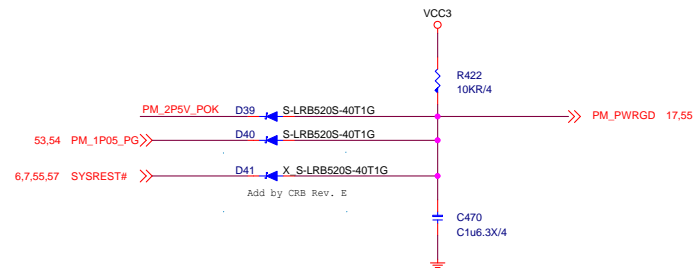 VCC3
R422
10KR/4
PM_2P5V_POK D39 S-LRB520S-40T1G
PM_PWRGD 17,55
53,54 PM_1P05_PG D40 S-LRB520S-40T1G
6,7,55,57 SYSREST# D41 X_S-LRB520S-40T1G
Add by CRB Rev. E
C470
C1u6.3X/4